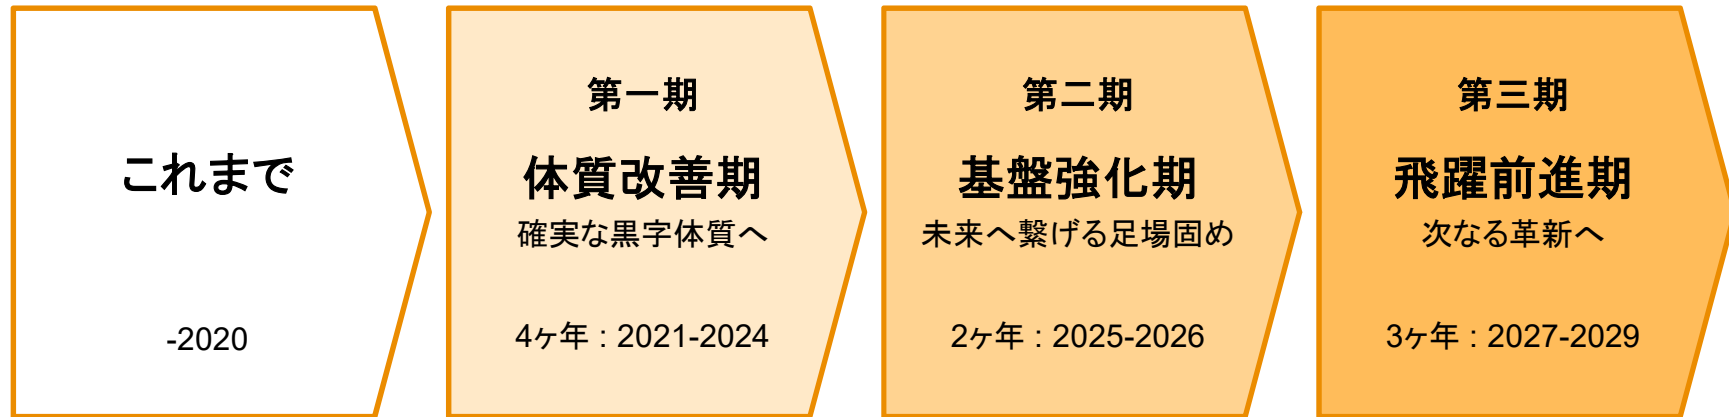 これまで
-2020
第一期
体質改善期
確実な黒字体質へ
4ヶ年 : 2021-2024
第二期
基盤強化期
未来へ繋げる足場固め
2ヶ年 : 2025-2026
第三期
飛躍前進期
次なる革新へ
3ヶ年 : 2027-2029